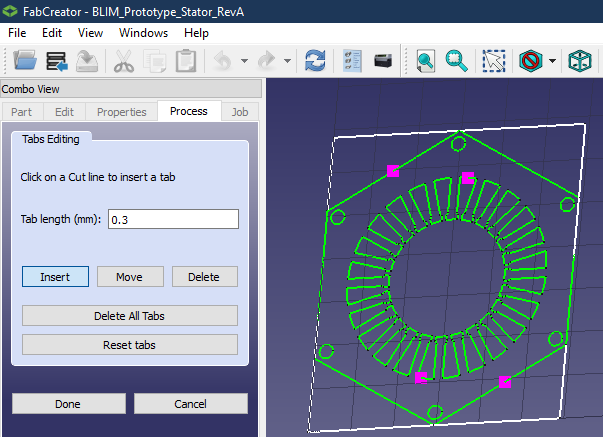 FabCreator - BLIM_Prototype_Stator_RevA
File Edit View Windows Help
Combo View
Part Edit Properties Process Job
Tabs Editing
Click on a Cut line to insert a tab
Tab length (mm): 0.3
Insert Move Delete
Delete All Tabs
Reset tabs
Done Cancel